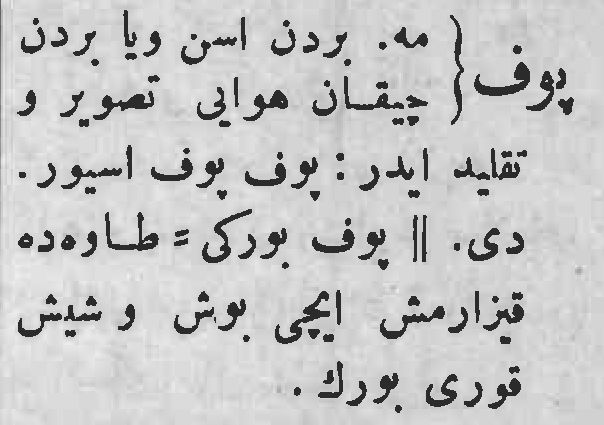 پوف } مه. بردن اسن ویا بردن
چیقان هوایی تصویر و
تقلید ایدر : پوف پوف اسیور.
دی. || پوف بورکی = طاوه‌ده
قیزارمش ایچی بوش و شیش
قوری بورك .